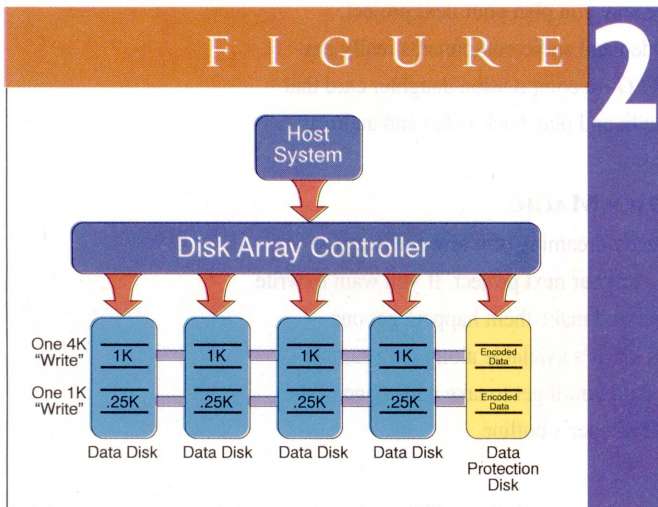 FIGURE 2
Host
System
Disk Array Controller
One 4K
"Write"
1K 1K 1K 1K Encoded
Data
One 1K
"Write"
.25K .25K .25K .25K Encoded
Data
Data Disk Data Disk Data Disk Data Disk Data
Protection
Disk